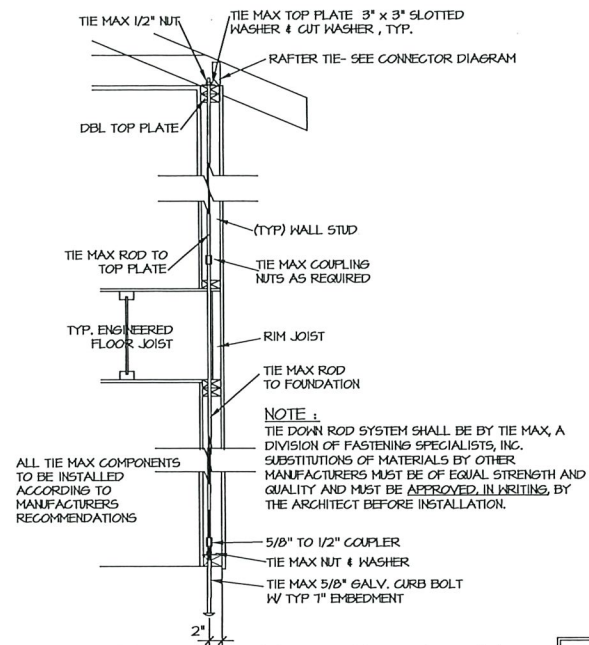 TIE MAX 1/2" NUT
TIE MAX TOP PLATE 3" x 3" SLOTTED
WASHER & CUT WASHER, TYP.
RAFTER TIE- SEE CONNECTOR DIAGRAM
DBL TOP PLATE
(TYP) WALL STUD
TIE MAX ROD TO
TOP PLATE
TIE MAX COUPLING
NUTS AS REQUIRED
TYP. ENGINEERED
FLOOR JOIST
RIM JOIST
TIE MAX ROD
TO FOUNDATION
NOTE :
TIE DOWN ROD SYSTEM SHALL BE BY TIE MAX, A
DIVISION OF FASTENING SPECIALISTS, INC.
SUBSTITUTIONS OF MATERIALS BY OTHER
MANUFACTURERS MUST BE OF EQUAL STRENGTH AND
QUALITY AND MUST BE APPROVED, IN WRITING, BY
THE ARCHITECT BEFORE INSTALLATION.
ALL TIE MAX COMPONENTS
TO BE INSTALLED
ACCORDING TO
MANUFACTURERS
RECOMMENDATIONS
5/8" TO 1/2" COUPLER
TIE MAX NUT & WASHER
TIE MAX 5/8" GALV. CURB BOLT
W/ TYP 7" EMBEDMENT
2"